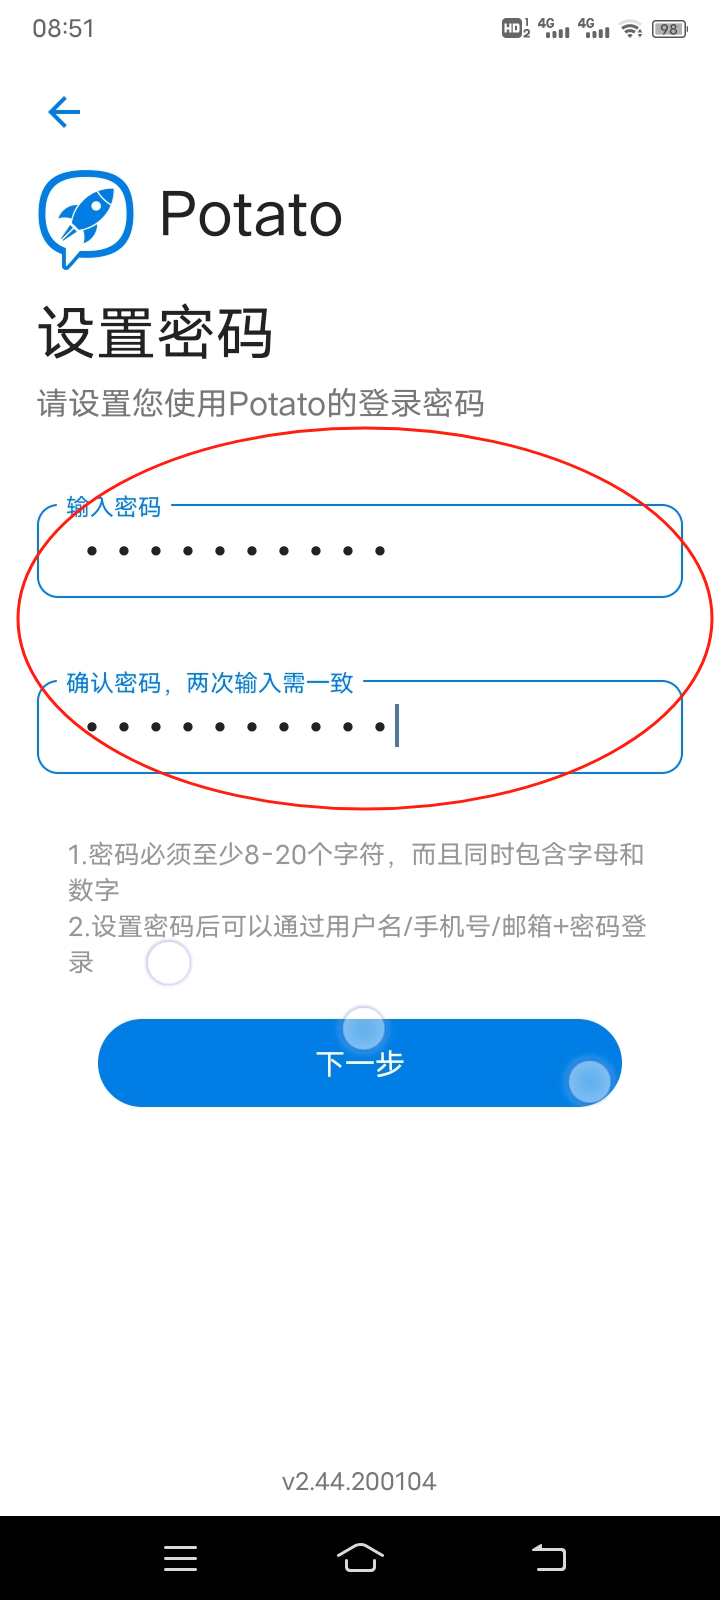 08:51
HD 1 2 4G 4G 98
Potato
设置密码
请设置您使用Potato的登录密码
输入密码
••••••••••
确认密码，两次输入需一致
••••••••••
1.密码必须至少8-20个字符，而且同时包含字母和
数字
2.设置密码后可以通过用户名/手机号/邮箱+密码登
录
下一步
v2.44.200104